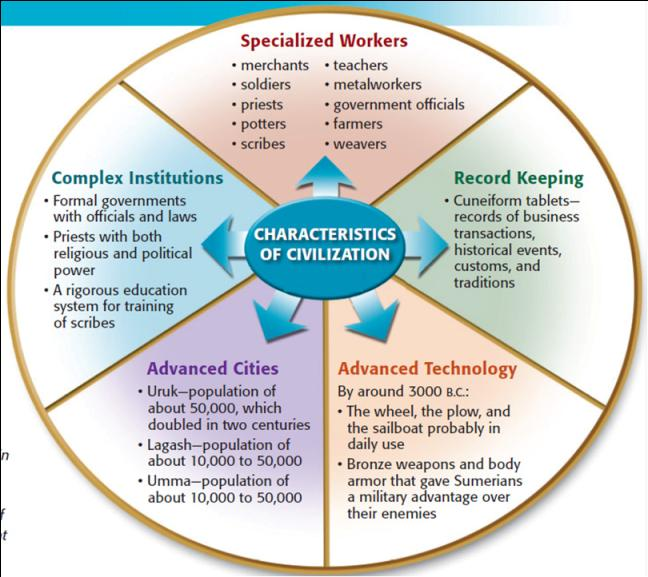 Specialized Workers
• merchants
• soldiers
• priests
• potters
• scribes
• teachers
• metalworkers
• government officials
• farmers
• weavers
Complex Institutions
• Formal governments
with officials and laws
• Priests with both
religious and political
power
• A rigorous education
system for training
of scribes
CHARACTERISTICS
OF CIVILIZATION
Record Keeping
• Cuneiform tablets—
records of business
transactions,
historical events,
customs, and
traditions
Advanced Cities
• Uruk—population of
about 50,000, which
doubled in two centuries
• Lagash—population of
about 10,000 to 50,000
• Umma—population of
about 10,000 to 50,000
Advanced Technology
By around 3000 B.C.:
• The wheel, the plow, and
the sailboat probably in
daily use
• Bronze weapons and body
armor that gave Sumerians
a military advantage over
their enemies